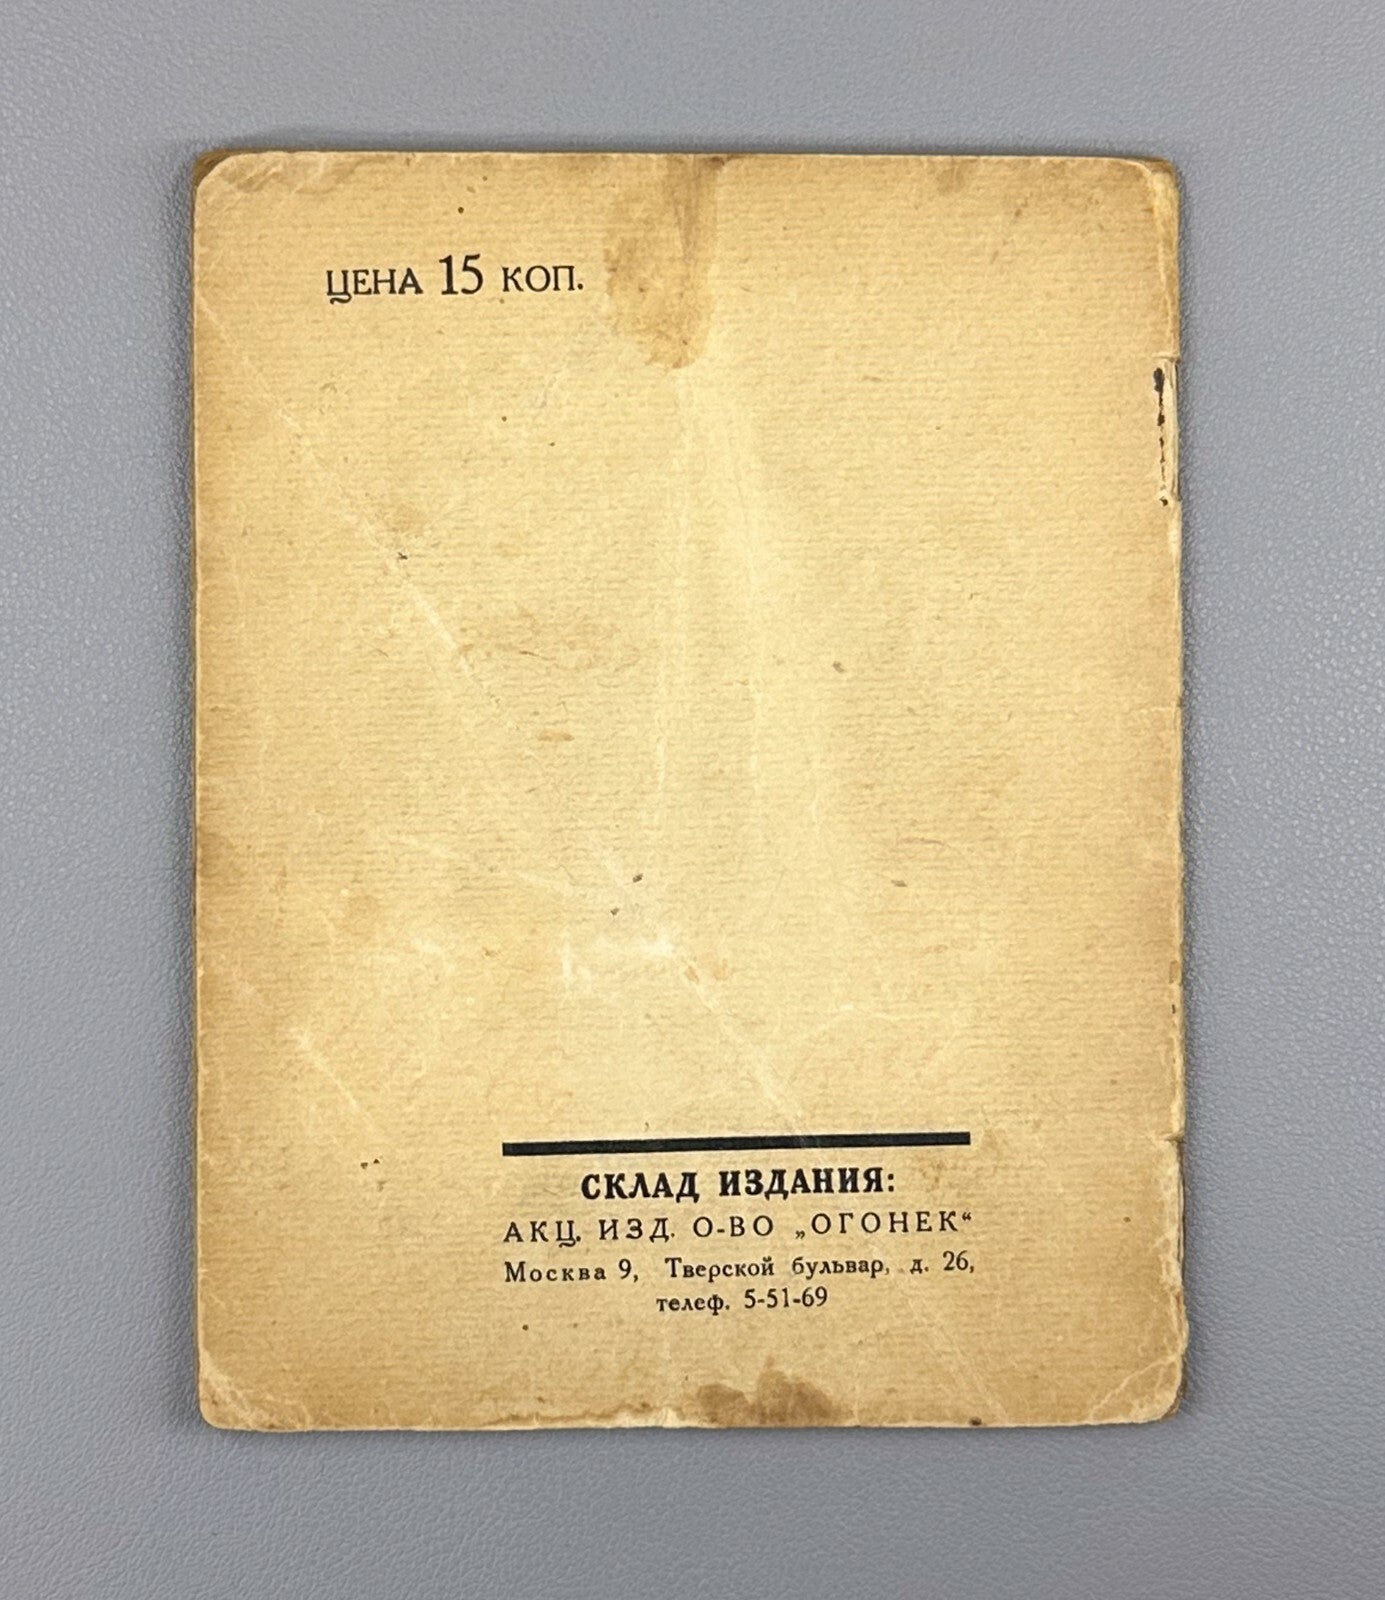 ЦЕНА 15 КОП.
СКЛАД ИЗДАНИЯ:
АКЦ. ИЗД. О-ВО „ОГОНЕК“
Москва 9, Тверской бульвар, д. 26,
телеф. 5-51-69